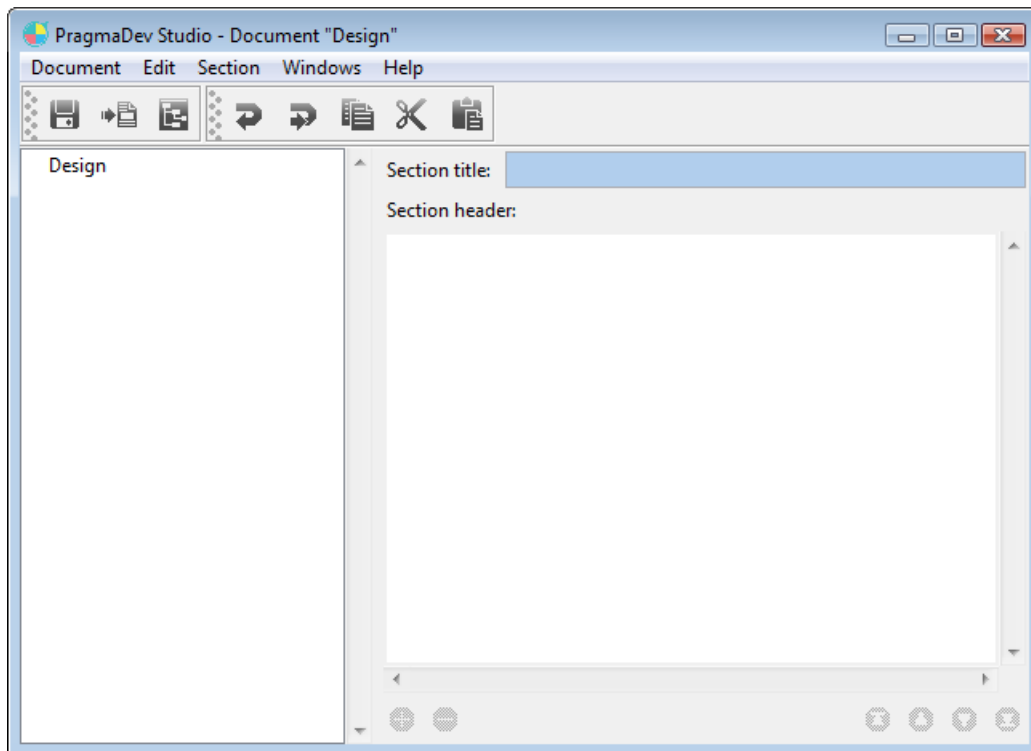 PragmaDev Studio - Document "Design"
Document Edit Section Windows Help
Design
Section title:
Section header: